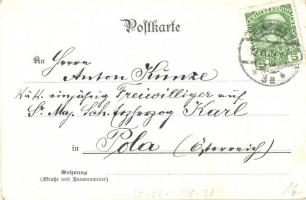 Postkarte
An Herrn
Anton Kunze
K. u. k. einjährig Freiwilliger auf
Sr. Maj. Sch. Erzherzog Karl
in Pola (Österreich)
Wohnung
(Straße und Hausnummer)